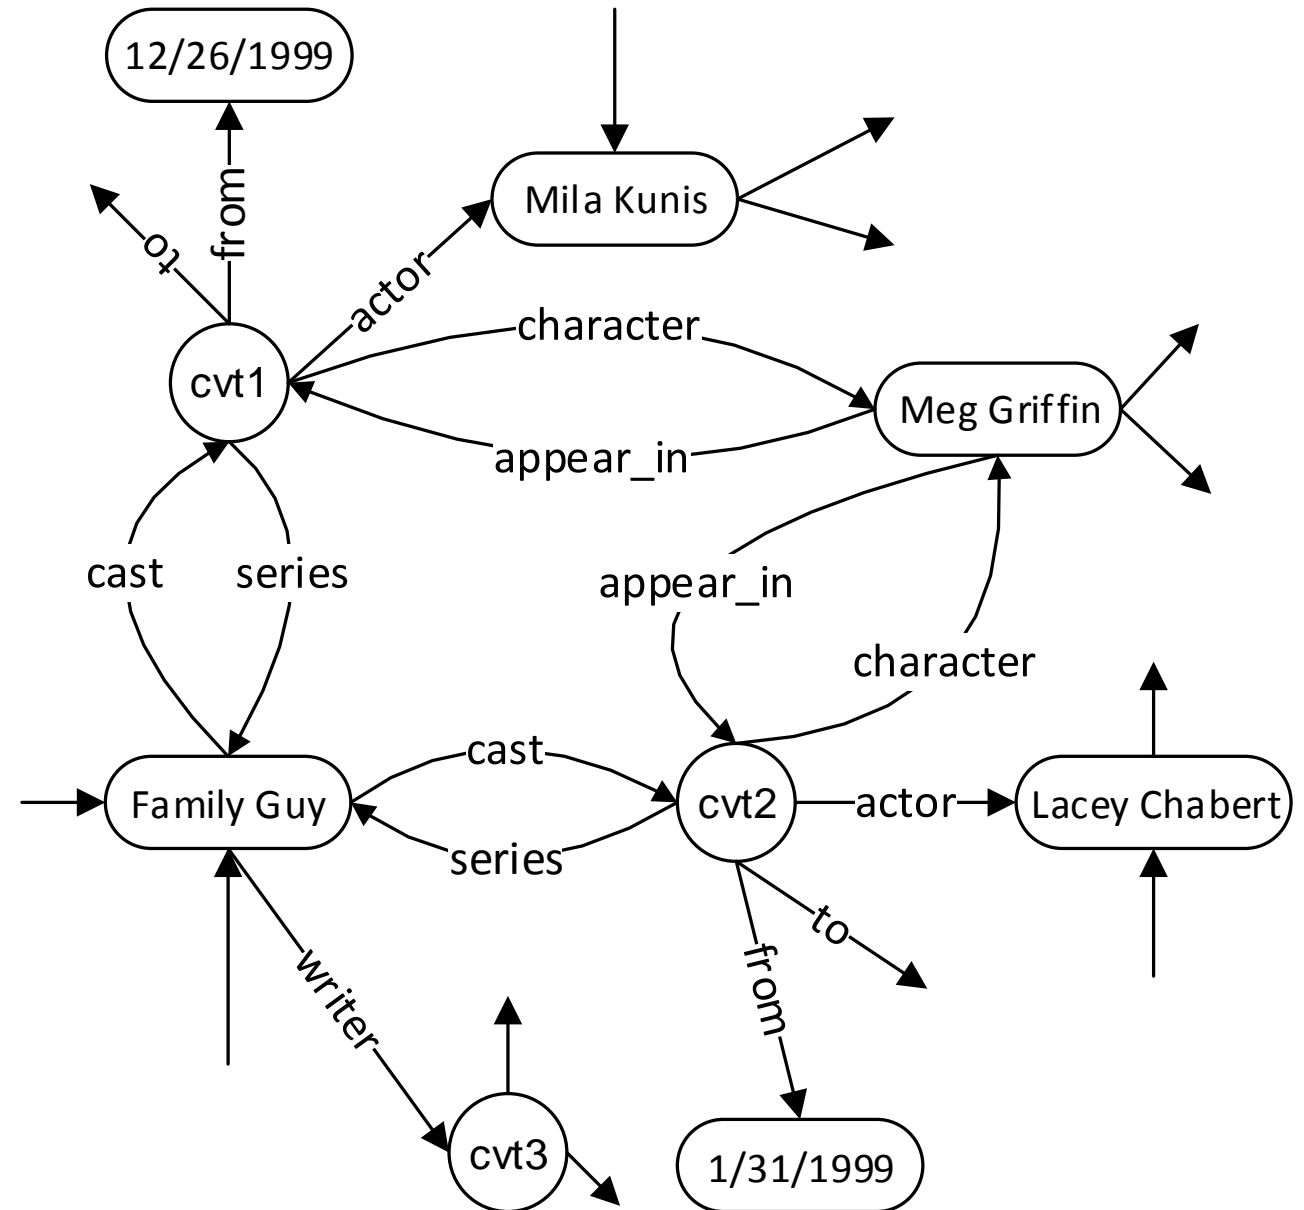 12/26/1999
from
to
Mila Kunis
actor
character
cvt1
Meg Griffin
appear_in
cast
series
appear_in
character
cast
Family Guy
cvt2
actor
Lacey Chabert
series
to
from
writer
cvt3
1/31/1999